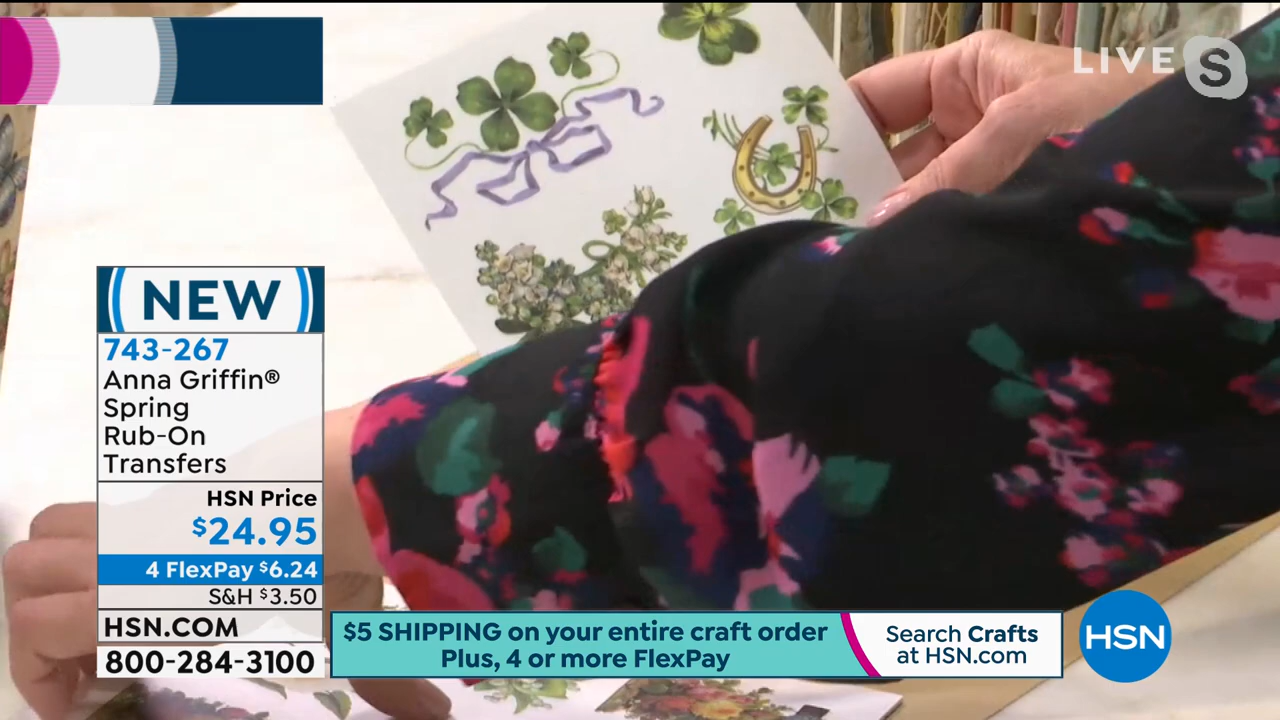 LIVE S
NEW
743-267
Anna Griffin®
Spring
Rub-On
Transfers
HSN Price
$24.95
4 FlexPay $6.24
S&H $3.50
HSN.COM
800-284-3100
$5 SHIPPING on your entire craft order
Plus, 4 or more FlexPay
Search Crafts
at HSN.com
HSN